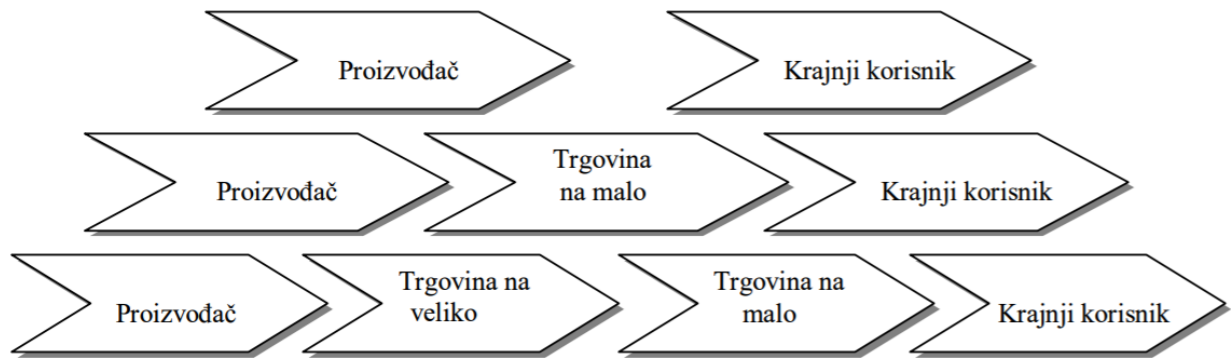 Proizvođač
Krajnji korisnik
Proizvođač
Trgovina
na malo
Krajnji korisnik
Proizvođač
Trgovina na
veliko
Trgovina na
malo
Krajnji korisnik